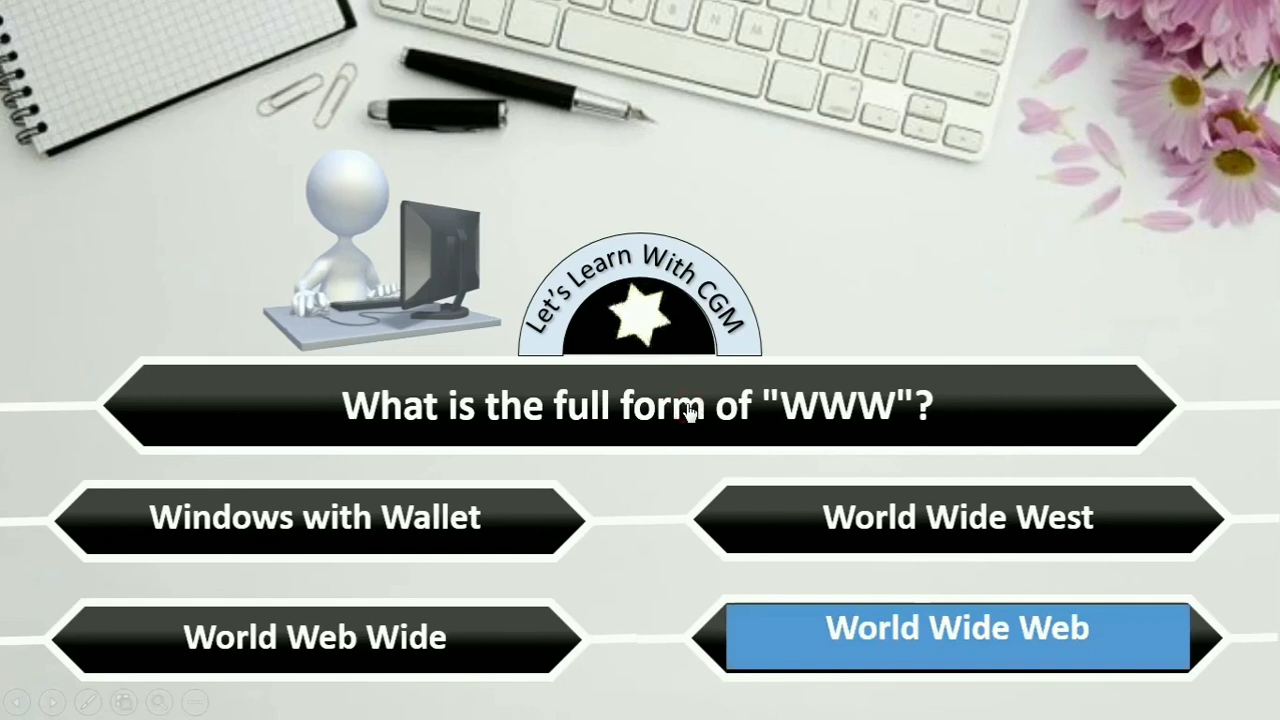 Let's Learn With CGM
What is the full form of "WWW"?
Windows with Wallet
World Wide West
World Web Wide
World Wide Web